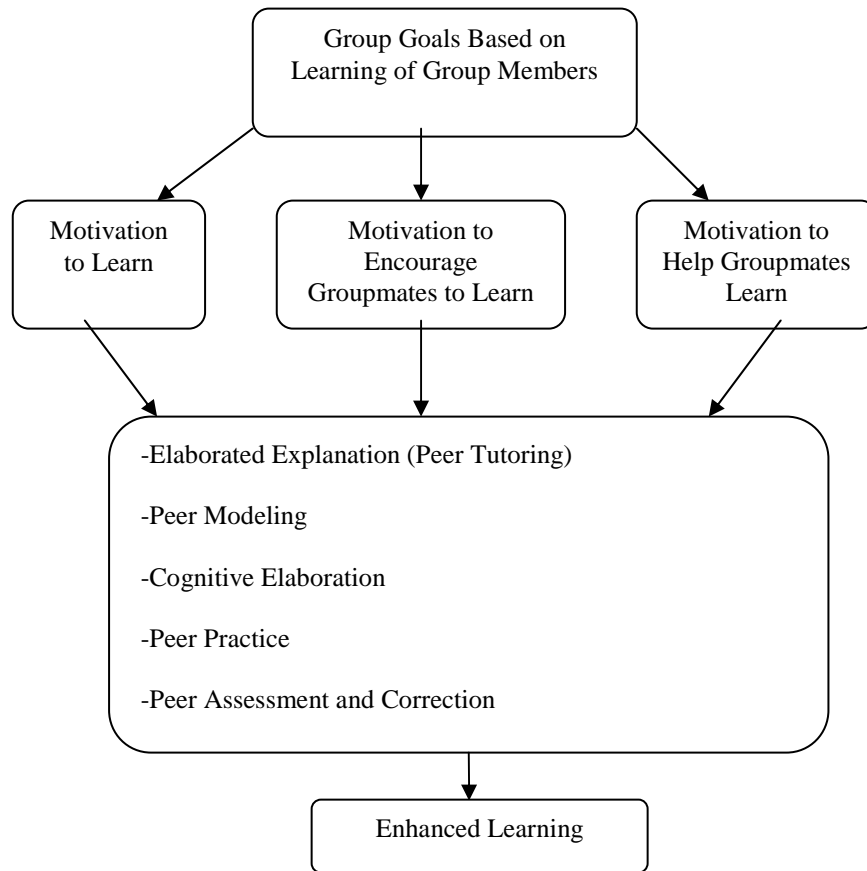 Group Goals Based on
Learning of Group Members
Motivation
to Learn
Motivation to
Encourage
Groupmates to Learn
Motivation to
Help Groupmates
Learn
-Elaborated Explanation (Peer Tutoring)
-Peer Modeling
-Cognitive Elaboration
-Peer Practice
-Peer Assessment and Correction
Enhanced Learning